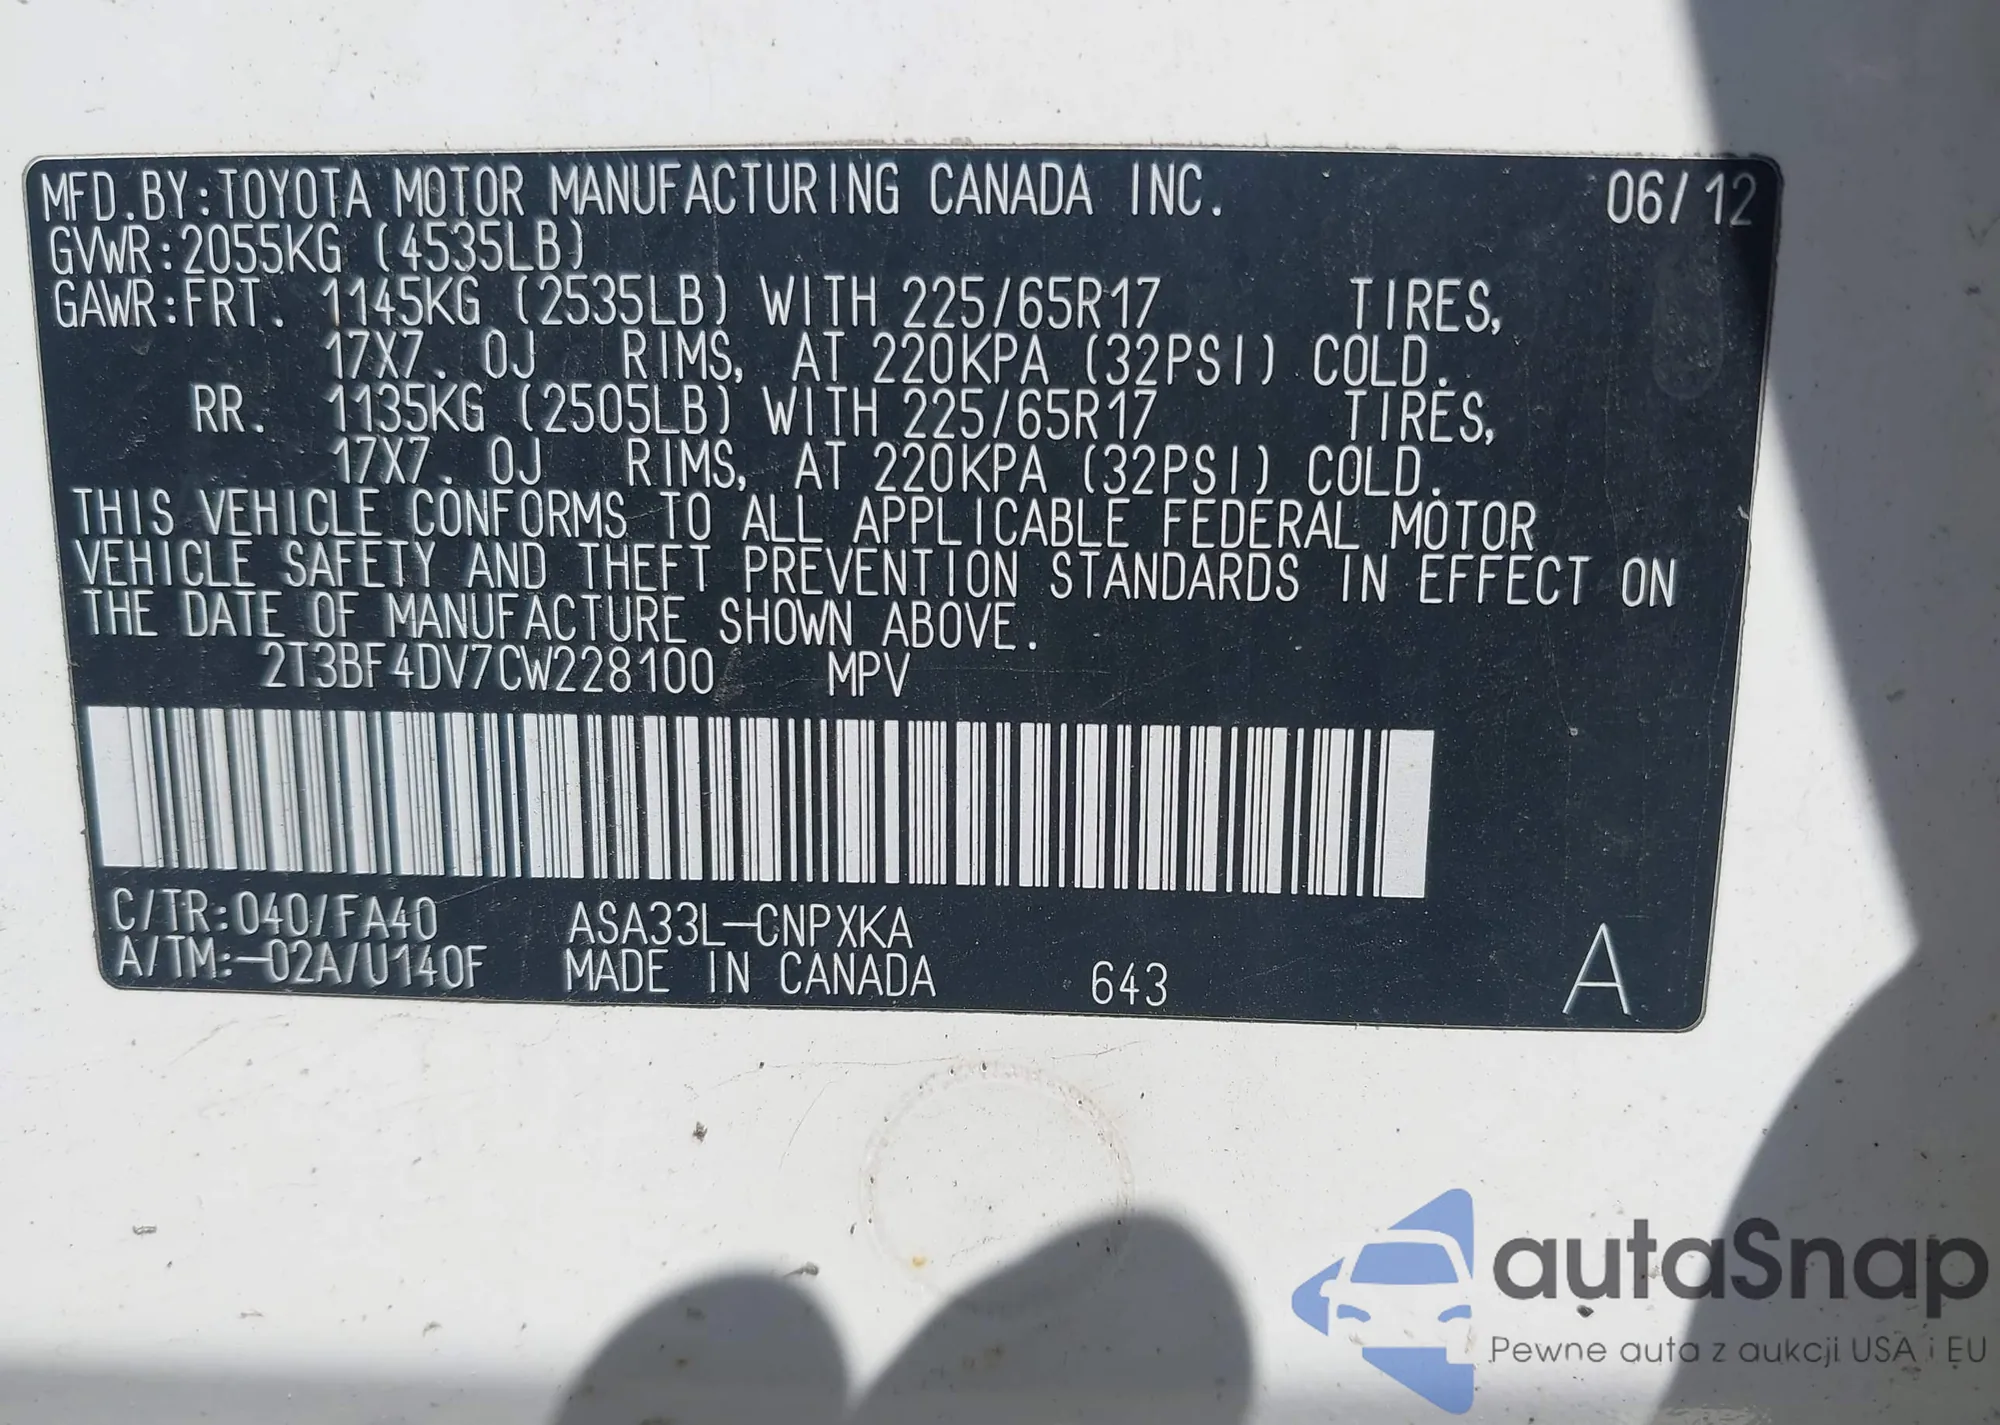 MFD.BY:TOYOTA MOTOR MANUFACTURING CANADA INC. 06/12
GVWR:2055KG (4535LB)
GAWR:FRT. 1145KG (2535LB) WITH 225/65R17 TIRES,
17X7.0J RIMS, AT 220KPA (32PSI) COLD.
RR. 1135KG (2505LB) WITH 225/65R17 TIRES,
17X7.0J RIMS, AT 220KPA (32PSI) COLD.
THIS VEHICLE CONFORMS TO ALL APPLICABLE FEDERAL MOTOR
VEHICLE SAFETY AND THEFT PREVENTION STANDARDS IN EFFECT ON
THE DATE OF MANUFACTURE SHOWN ABOVE.
2T3BF4DV7CW228100 MPV
C/TR:040/FA40 ASA33L-CNPXKA
A/TM:-02A/U140F MADE IN CANADA 643 A
autaSnap
Pewne auta z aukcji USA i EU